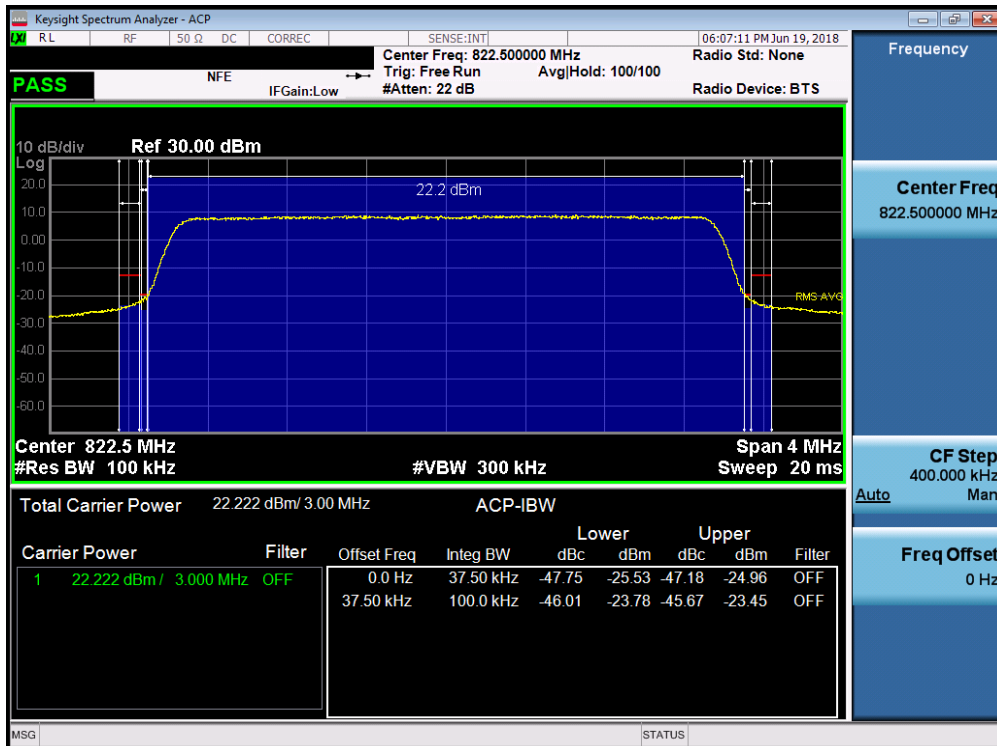 Keysight Spectrum Analyzer - ACP
LXI RL RF 50 Ω DC CORREC SENSE:INT 06:07:11 PM Jun 19, 2018
Center Freq: 822.500000 MHz Radio Std: None
NFE Trig: Free Run Avg|Hold: 100/100
PASS IFGain:Low #Atten: 22 dB Radio Device: BTS
10 dB/div Ref 30.00 dBm
Log
20.0
22.2 dBm
10.0
0.00
-10.0
-20.0
RMS AVG
-30.0
-40.0
-50.0
-60.0
Center 822.5 MHz Span 4 MHz
#Res BW 100 kHz #VBW 300 kHz Sweep 20 ms
Total Carrier Power 22.222 dBm/ 3.00 MHz ACP-IBW
Lower Upper
Carrier Power Filter Offset Freq Integ BW dBc dBm dBc dBm Filter
1 22.222 dBm / 3.000 MHz OFF 0.0 Hz 37.50 kHz -47.75 -25.53 -47.18 -24.96 OFF
37.50 kHz 100.0 kHz -46.01 -23.78 -45.67 -23.45 OFF
MSG STATUS
Frequency
Center Freq
822.500000 MHz
CF Step
400.000 kHz
Auto Man
Freq Offset
0 Hz